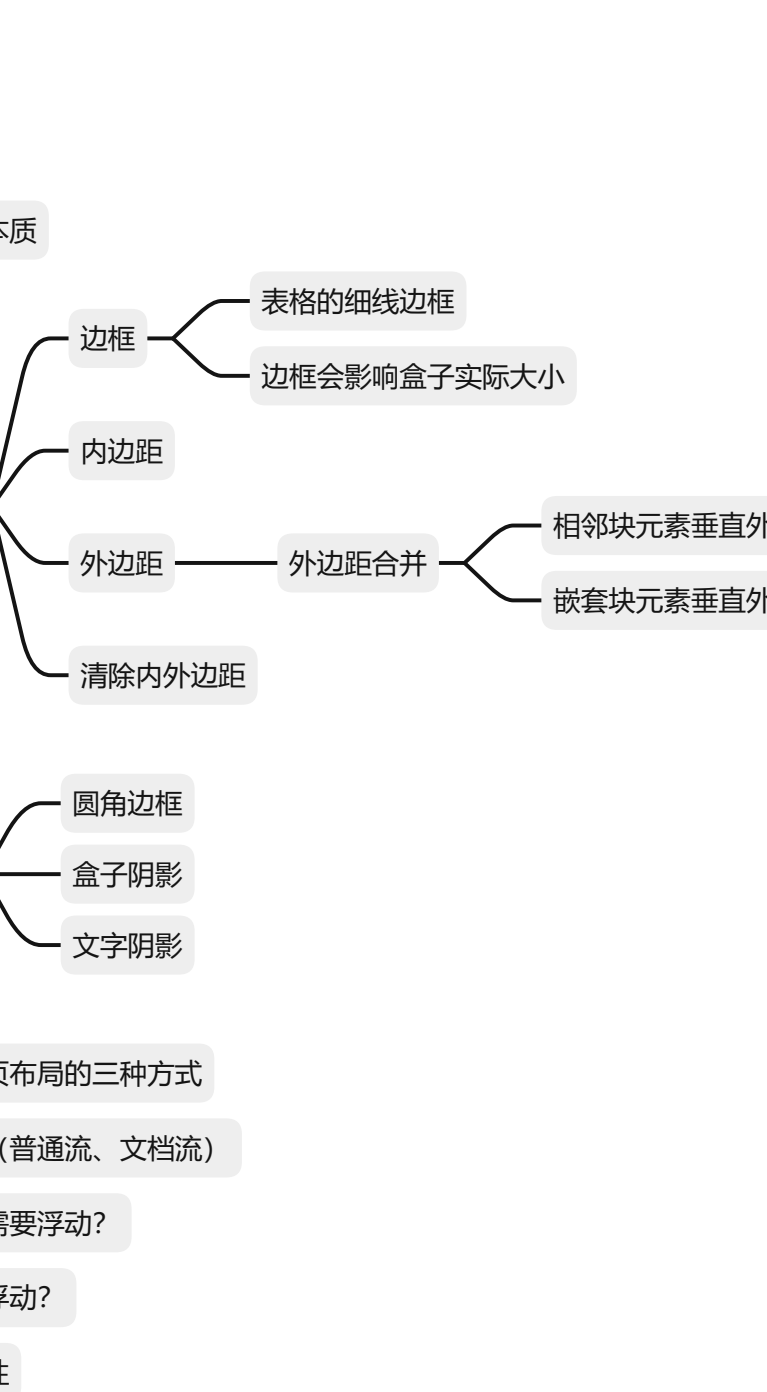 本质
表格的细线边框
边框
边框会影响盒子实际大小
内边距
相邻块元素垂直外
外边距
外边距合并
嵌套块元素垂直外
清除内外边距
圆角边框
盒子阴影
文字阴影
页布局的三种方式
（普通流、文档流）
需要浮动？
浮动？
性